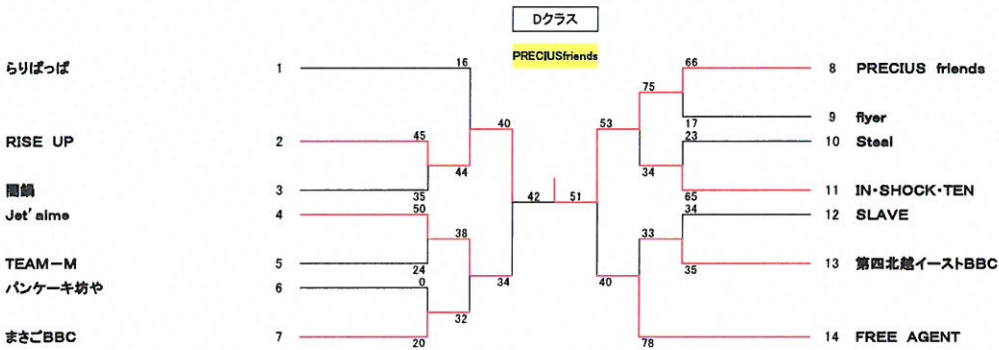 Dクラス
PRECIUSfriends
らりぱっぱ 1 16
RISE UP 2 45
闇鍋 3 35
44
40
Jet'aime 4 50
TEAM-M 5 24
38
パンケーキ坊や 6 0
まさごBBC 7 20
32
34
42 51
66 8 PRECIUS friends
17 9 flyer
75
23 10 Steal
65 11 IN・SHOCK・TEN
34
53
34 12 SLAVE
35 13 第四北越イーストBBC
33
78 14 FREE AGENT
40